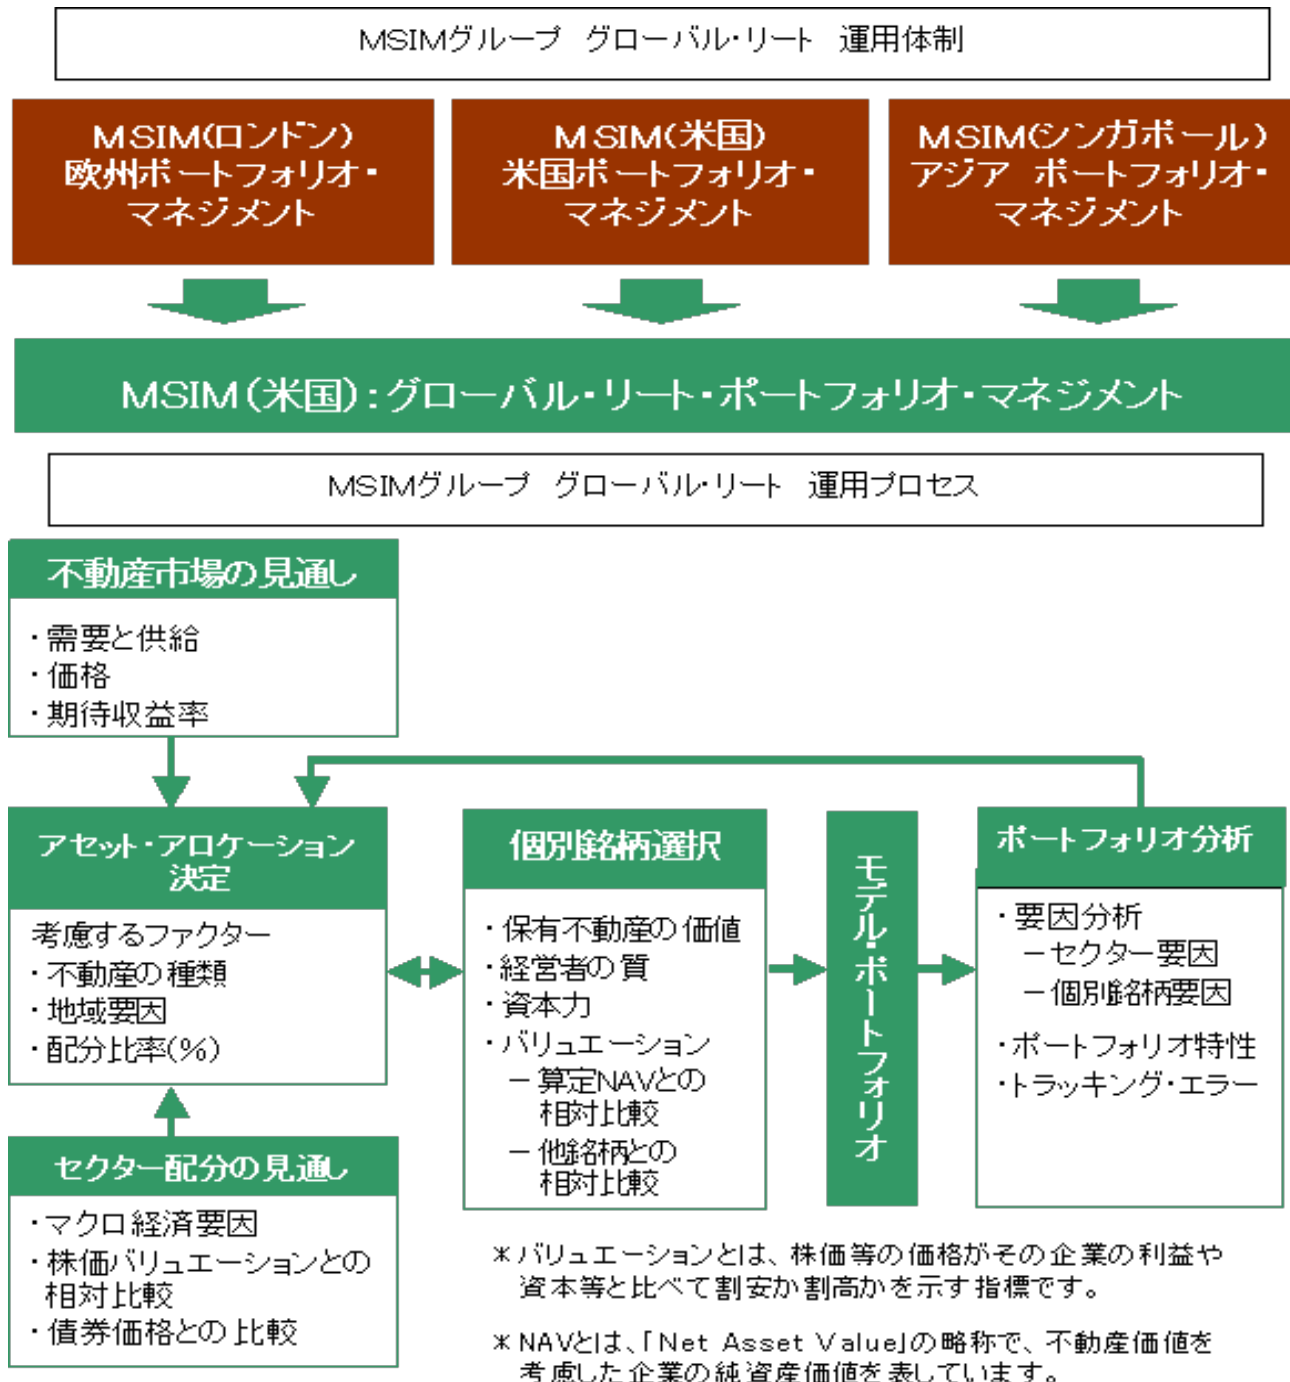 MSIMグループ グローバル・リート 運用体制
MSIM(ロンドン)
欧州ポートフォリオ・
マネジメント
MSIM(米国)
米国ポートフォリオ・
マネジメント
MSIM(シンガポール)
アジア ポートフォリオ・
マネジメント
MSIM(米国):グローバル・リート・ポートフォリオ・マネジメント
MSIMグループ グローバル・リート 運用プロセス
不動産市場の見通し
・需要と供給
・価格
・期待収益率
アセット・アロケーション
決定
考慮するファクター
・不動産の種類
・地域要因
・配分比率(%)
セクター配分の見通し
・マクロ経済要因
・株価バリュエーションとの
相対比較
・債券価格との比較
個別銘柄選択
・保有不動産の価値
・経営者の質
・資本力
・バリュエーション
－算定NAVとの
相対比較
－他銘柄との
相対比較
モデル・ポートフォリオ
ポートフォリオ分析
・要因分析
－セクター要因
－個別銘柄要因
・ポートフォリオ特性
・トラッキング・エラー
＊バリュエーションとは、株価等の価格がその企業の利益や
資本等と比べて割安か割高かを示す指標です。
＊NAVとは、「Net Asset Value」の略称で、不動産価値を
考慮した企業の純資産価値を表しています。